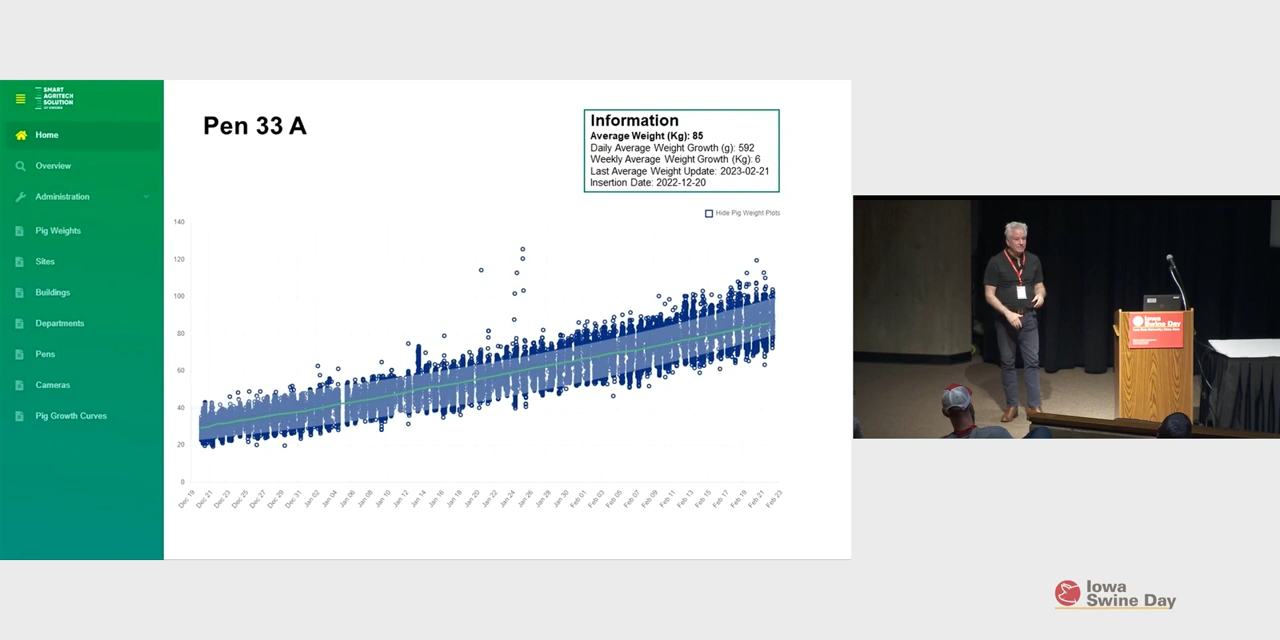 SMART
AGRITECH
SOLUTION
Home
Overview
Administration
Pig Weights
Sites
Buildings
Departments
Pens
Cameras
Pig Growth Curves
Pen 33 A
Information
Average Weight (Kg): 85
Daily Average Weight Growth (g): 592
Weekly Average Weight Growth (Kg): 6
Last Average Weight Update: 2023-02-21
Insertion Date: 2022-12-20
Hide Pig Weight Plots
140
120
100
80
60
40
20
0
Dec 19
Dec 21
Dec 23
Dec 25
Dec 27
Dec 29
Dec 31
Jan 02
Jan 04
Jan 06
Jan 08
Jan 10
Jan 12
Jan 14
Jan 16
Jan 18
Jan 20
Jan 22
Jan 24
Jan 26
Jan 28
Jan 30
Feb 01
Feb 03
Feb 05
Feb 07
Feb 09
Feb 11
Feb 13
Feb 15
Feb 17
Feb 19
Feb 21
Feb 23
Iowa
Swine Day
Iowa
Swine Day